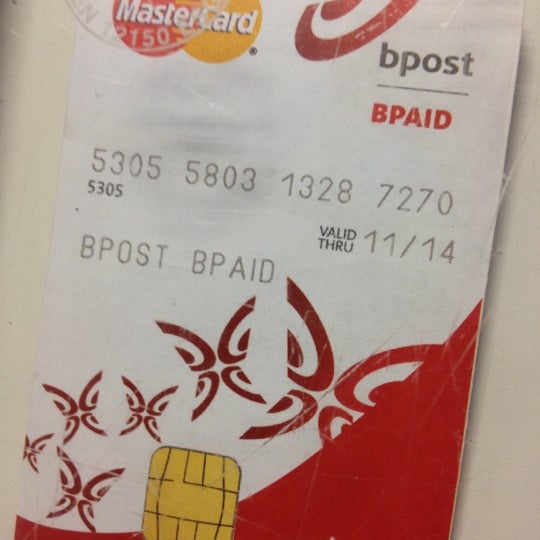 MasterCard
bpost
BPAID
5305 5803 1328 7270
5305
VALID THRU 11/14
BPOST BPAID